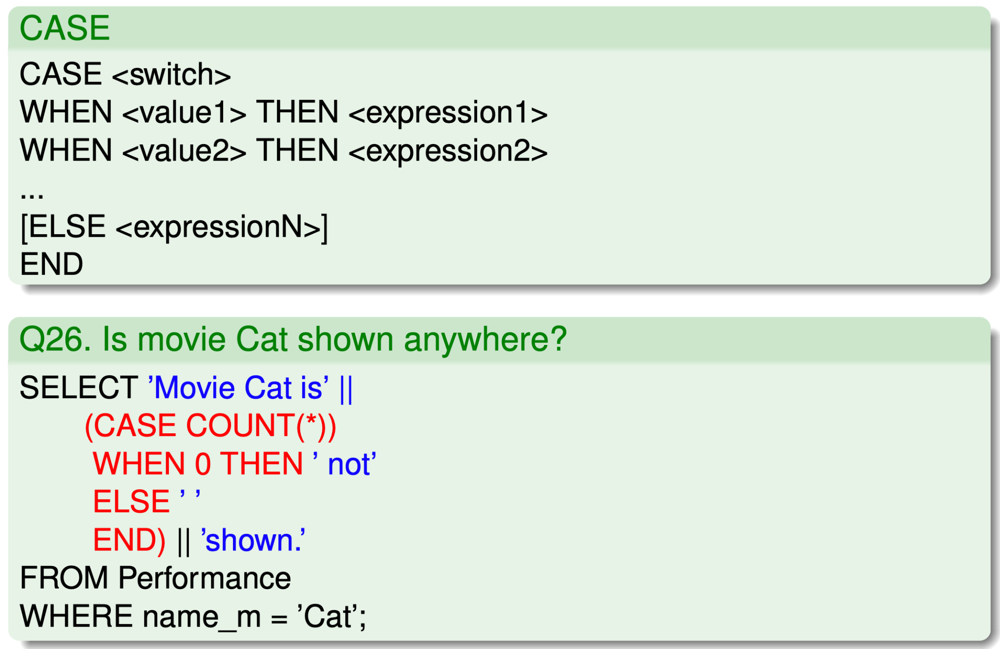 CASE
CASE <switch>
WHEN <value1> THEN <expression1>
WHEN <value2> THEN <expression2>
...
[ELSE <expressionN>]
END
Q26. Is movie Cat shown anywhere?
SELECT ’Movie Cat is’ ||
(CASE COUNT(*))
WHEN 0 THEN ’ not’
ELSE ’ ’
END) || ’shown.’
FROM Performance
WHERE name_m = ’Cat’;